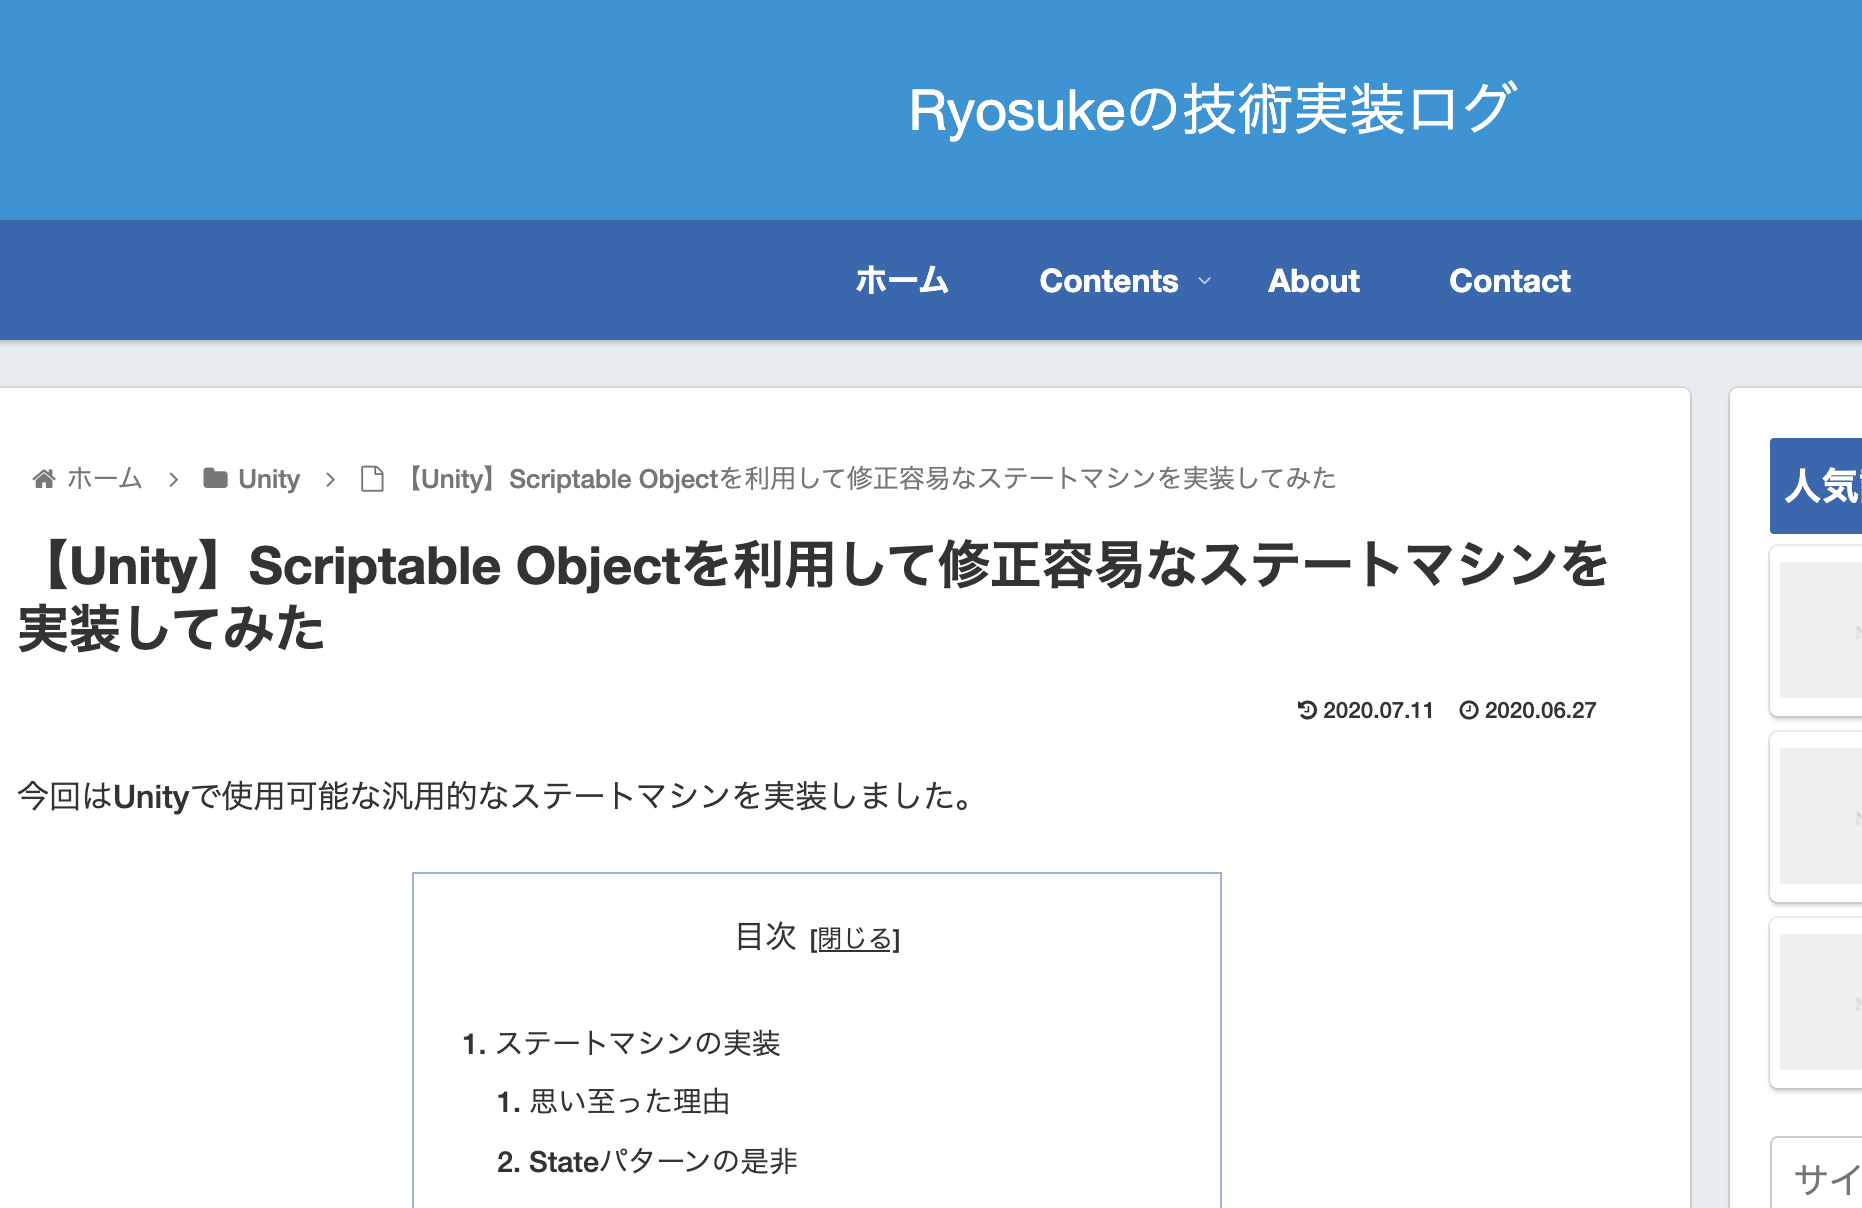 Ryosukeの技術実装ログ
ホーム Contents About Contact
ホーム Unity 【Unity】Scriptable Objectを利用して修正容易なステートマシンを実装してみた
【Unity】Scriptable Objectを利用して修正容易なステートマシンを
実装してみた
2020.07.11 2020.06.27
今回はUnityで使用可能な汎用的なステートマシンを実装しました。
目次 [閉じる]
1. ステートマシンの実装
1. 思い至った理由
2. Stateパターンの是非
人気
サイ